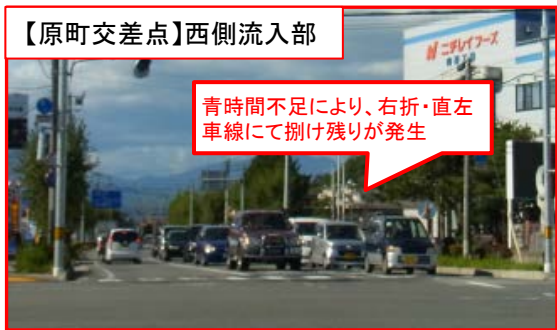 【原町交差点】西側流入部
ニチレイフーズ
青時間不足により、右折・直左
車線にて捌け残りが発生